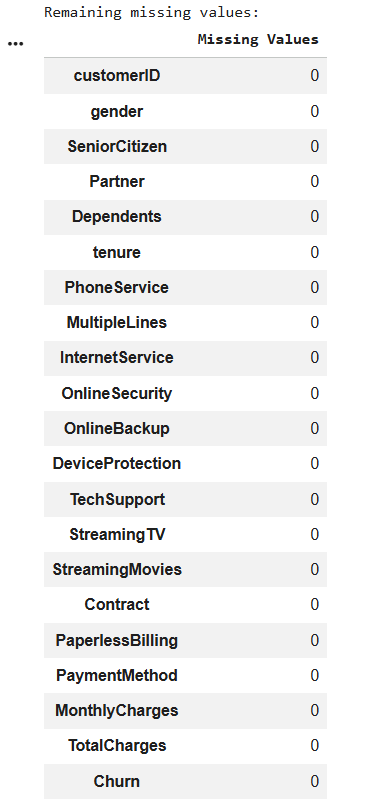 Remaining missing values:
... Missing Values
customerID 0
gender 0
SeniorCitizen 0
Partner 0
Dependents 0
tenure 0
PhoneService 0
MultipleLines 0
InternetService 0
OnlineSecurity 0
OnlineBackup 0
DeviceProtection 0
TechSupport 0
StreamingTV 0
StreamingMovies 0
Contract 0
PaperlessBilling 0
PaymentMethod 0
MonthlyCharges 0
TotalCharges 0
Churn 0